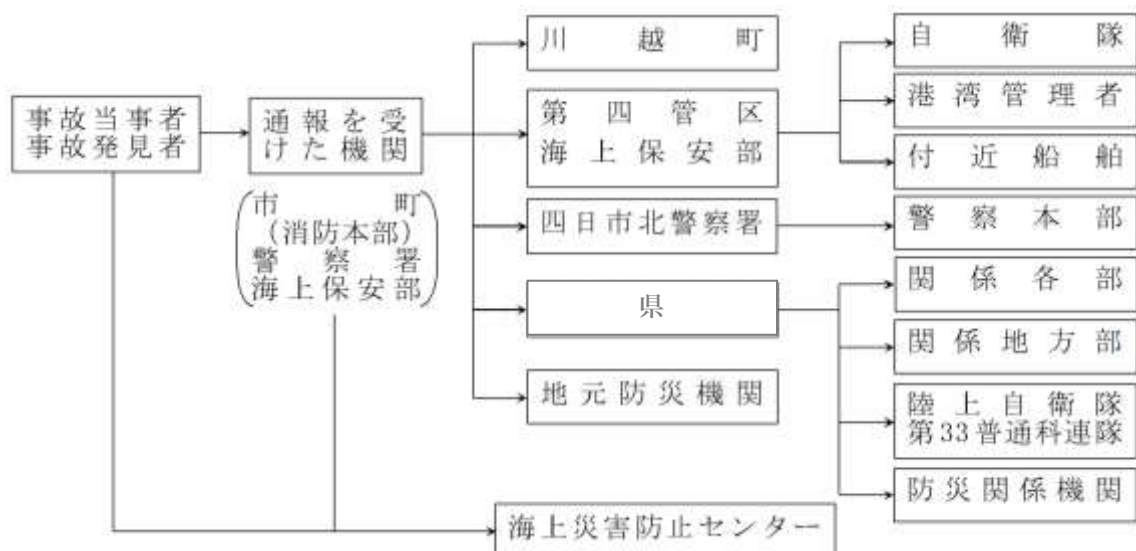 事故当事者
事故発見者
通報を受
けた機関
市町
(消防本部)
警察署
海上保安部
川越町
第四管区
海上保安部
四日市北警察署
県
地元防災機関
海上災害防止センター
自衛隊
港湾管理者
付近船舶
警察本部
関係各部
関係地方部
陸上自衛隊
第33普通科連隊
防災関係機関